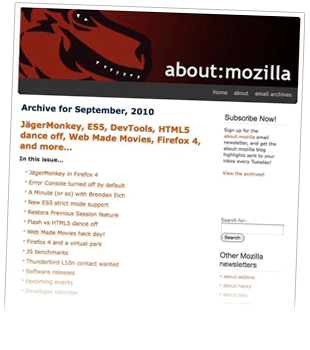 about:mozilla
Home about email archives
Archive for September, 2010
JägerMonkey, ES5, DevTools, HTML5
dance off, Web Made Movies, Firefox 4,
and more...
In this issue...
JägerMonkey in Firefox 4
Error Console turned off by default
A Minute (or so) with Brendan Eich
New ES5 strict mode support
Restore Previous Session feature
Flash vs HTML5 dance off
Web Made Movies hack day!
Firefox 4 and a virtual park
JS benchmarks
Thunderbird L10n contact wanted
Software releases
Upcoming events
Developer calendar
Subscribe Now!
Sign up for the
about:mozilla email
newsletter, and get the
about:mozilla blog
highlights sent to your
inbox every Tuesday!
View the archives!
Search for:
Search
Other Mozilla
newsletters
about:addons
about:hacks
about:labs